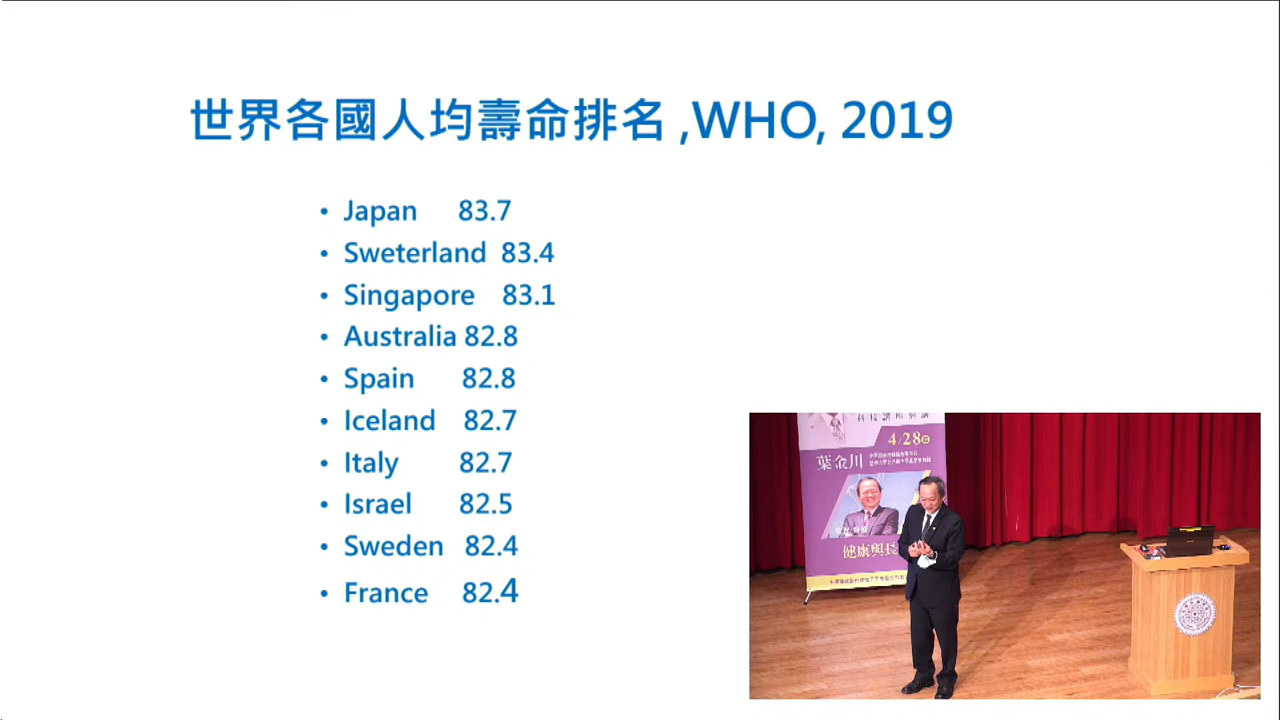 世界各國人均壽命排名 ,WHO, 2019
• Japan 83.7
• Sweterland 83.4
• Singapore 83.1
• Australia 82.8
• Spain 82.8
• Iceland 82.7
• Italy 82.7
• Israel 82.5
• Sweden 82.4
• France 82.4
4/28
葉金川
健康與長